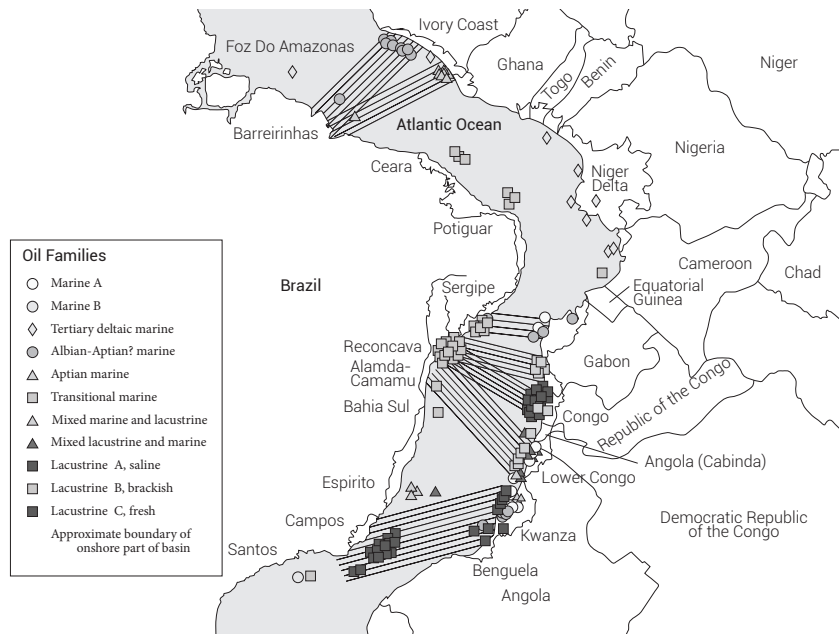 Ivory Coast
Foz Do Amazonas
Ghana
Togo
Benin
Niger
Barreirinhas
Atlantic Ocean
Nigeria
Ceara
Niger
Delta
Potiguar
Oil Families
Marine A
Marine B
Tertiary deltaic marine
Albian-Aptian? marine
Aptian marine
Transitional marine
Mixed marine and lacustrine
Mixed lacustrine and marine
Lacustrine A, saline
Lacustrine B, brackish
Lacustrine C, fresh
Approximate boundary of
onshore part of basin
Brazil
Sergipe
Cameroon
Chad
Equatorial
Guinea
Reconcava
Alamda-
Camamu
Gabon
Bahia Sul
Congo
Republic of the Congo
Angola (Cabinda)
Espirito
Lower Congo
Campos
Kwanza
Democratic Republic
of the Congo
Santos
Benguela
Angola